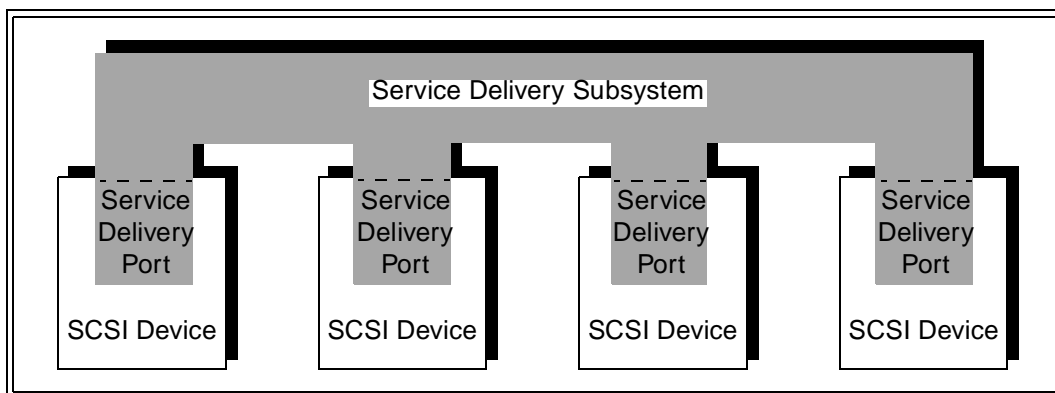 Service Delivery Subsystem
Service
Delivery
Port
SCSI Device
Service
Delivery
Port
SCSI Device
Service
Delivery
Port
SCSI Device
Service
Delivery
Port
SCSI Device